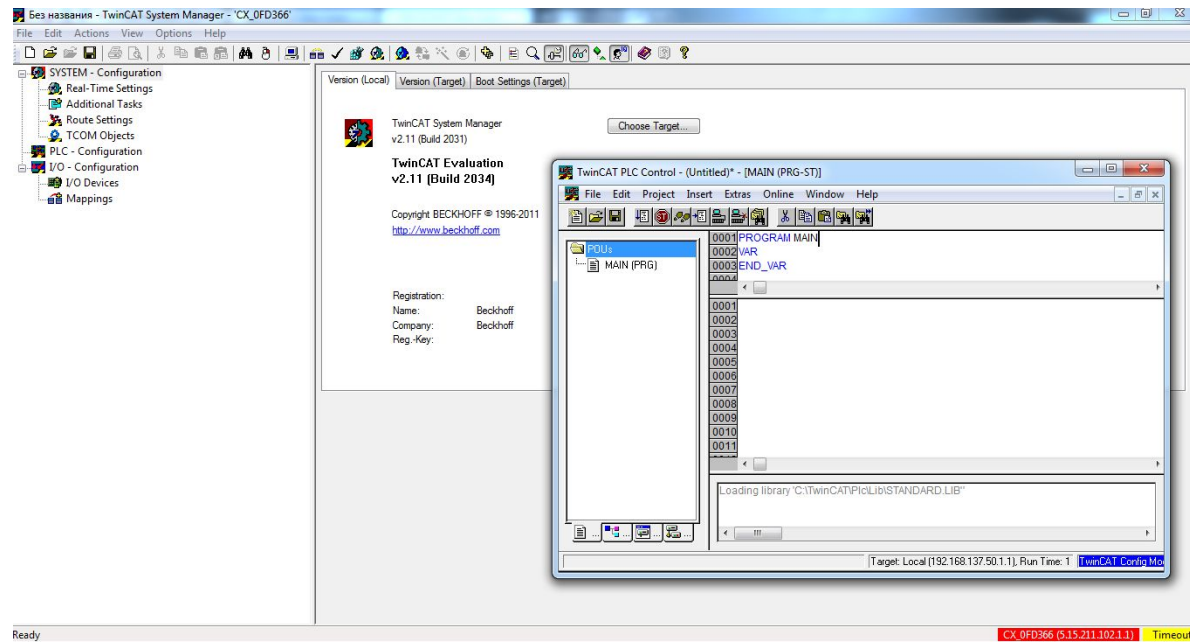 Без названия - TwinCAT System Manager - 'CX_0FD366'
File Edit Actions View Options Help
SYSTEM - Configuration
Real-Time Settings
Additional Tasks
Route Settings
TCOM Objects
PLC - Configuration
I/O - Configuration
I/O Devices
Mappings
Version (Local) Version (Target) Boot Settings (Target)
TwinCAT System Manager
v2.11 (Build 2031)
Choose Target...
TwinCAT Evaluation
v2.11 (Build 2034)
Copyright BECKHOFF © 1996-2011
http://www.beckhoff.com
Registration:
Name: Beckhoff
Company: Beckhoff
Reg.-Key:
TwinCAT PLC Control - (Untitled)* - [MAIN (PRG-ST)]
File Edit Project Insert Extras Online Window Help
POUs
MAIN (PRG)
0001 PROGRAM MAIN
0002 VAR
0003 END_VAR
0004
0001
0002
0003
0004
0005
0006
0007
0008
0009
0010
0011
Loading library 'C:\TwinCAT\Plc\Lib\STANDARD.LIB'
Target: Local (192.168.137.50.1.1), Run Time: 1 TwinCAT Config Mo
Ready
CX_0FD366 (5.15.211.102.1.1) Timeout